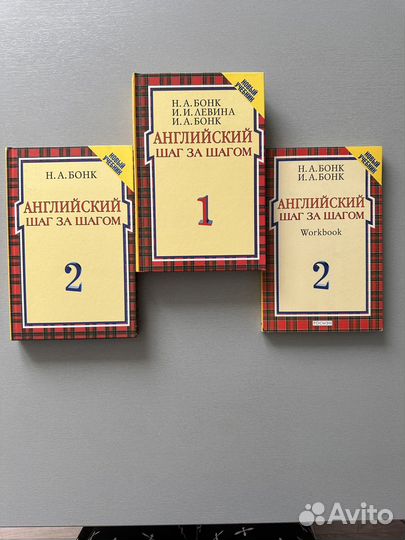 НОВЫЙ
УЧЕБНИК
Н. А. БОНК
И. И. ЛЕВИНА
И. А. БОНК
АНГЛИЙСКИЙ
ШАГ ЗА ШАГОМ
1
НОВЫЙ
УЧЕБНИК
Н. А. БОНК
АНГЛИЙСКИЙ
ШАГ ЗА ШАГОМ
2
НОВЫЙ
УЧЕБНИК
Н. А. БОНК
И. А. БОНК
АНГЛИЙСКИЙ
ШАГ ЗА ШАГОМ
Workbook
2
РОСМЭН
Avito